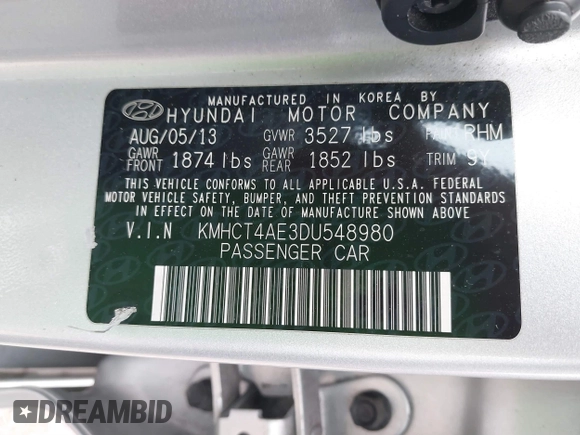 MANUFACTURED IN KOREA BY
HYUNDAI MOTOR COMPANY
AUG/05/13 GVWR 3527 lbs RHM
GAWR FRONT 1874 lbs GAWR REAR 1852 lbs TRIM 9Y
THIS VEHICLE CONFORMS TO ALL APPLICABLE U.S.A. FEDERAL
MOTOR VEHICLE SAFETY, BUMPER, AND THEFT PREVENTION STANDARDS
IN EFFECT ON THE DATE OF MANUFACTURE SHOWN ABOVE
V.I.N KMHCT4AE3DU548980
PASSENGER CAR
DREAMBID